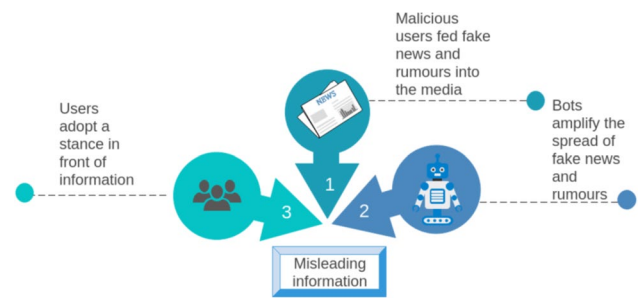 Malicious
users fed fake
news and
rumours into
the media
NEWS
Users
adopt a
stance in
front of
information
Bots
amplify the
spread of
fake news
and
rumours
1
3
2
Misleading
information